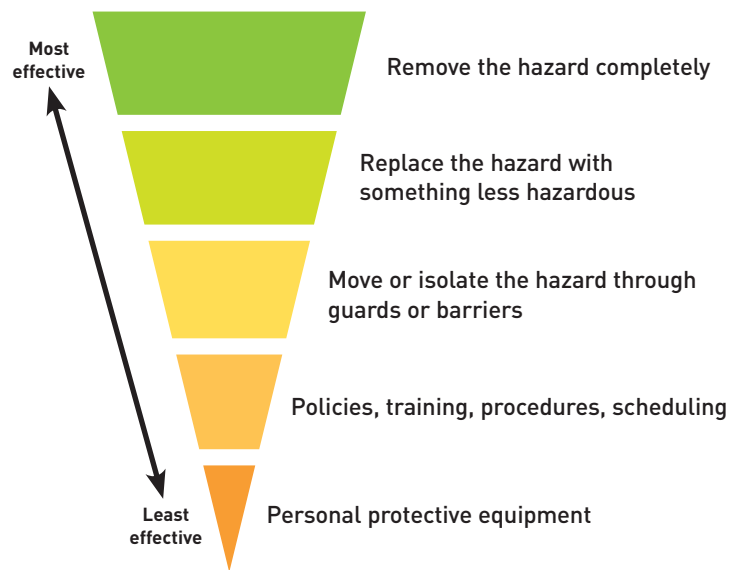 Most
effective
Remove the hazard completely
Replace the hazard with
something less hazardous
Move or isolate the hazard through
guards or barriers
Policies, training, procedures, scheduling
Least
effective
Personal protective equipment